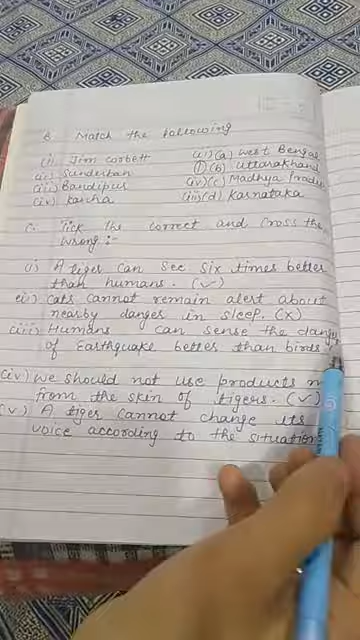 B. Match the following
(i) Jim Corbett (ii)(a) West Bengal
(ii) Sunderban (i)(b) Uttarakhand
(iii) Bandipur (iv)(c) Madhya Prades
(iv) Kancha (iii)(d) Karnataka
C. Tick the correct and cross the
wrong :-
(i) A tiger can see six times better
than humans. (✓)
(ii) Cats cannot remain alert about
nearby danger in sleep. (x)
(iii) Humans can sense the danger
of Earthquake better than birds.
(iv) We should not use products m
from the skin of tigers. (✓)
(v) A tiger cannot change its
voice according to the situation